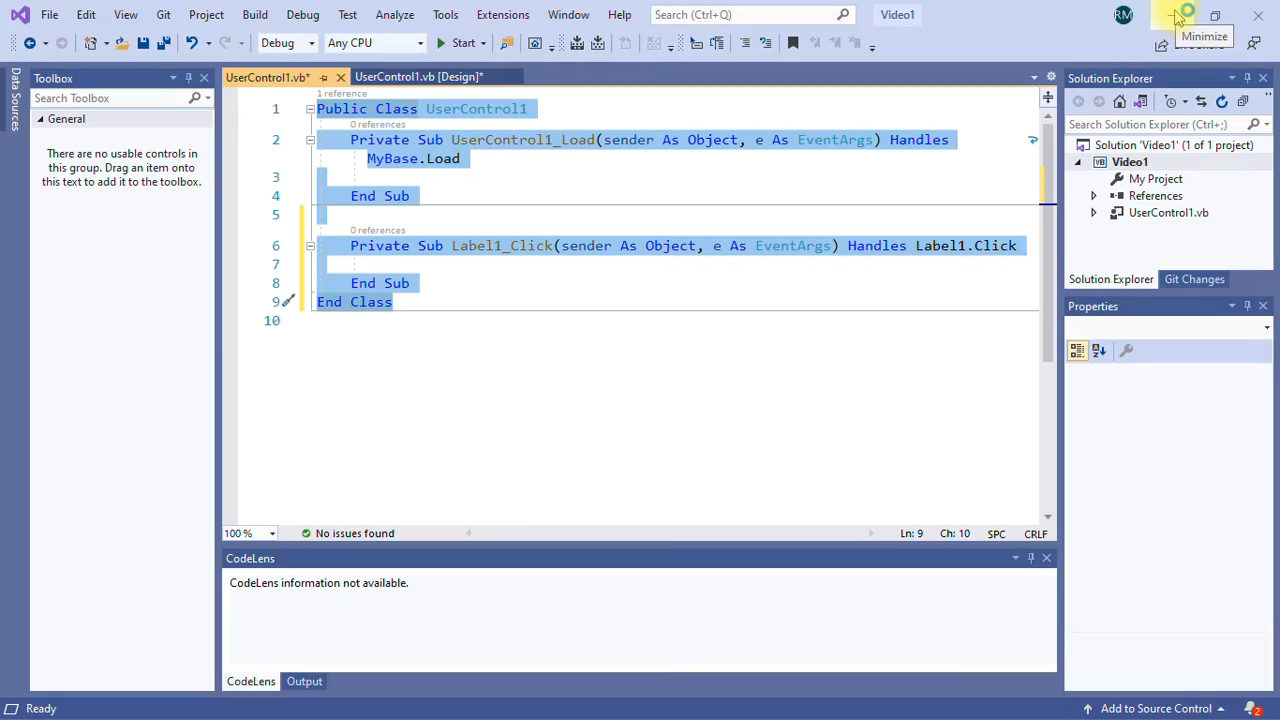 File Edit View Git Project Build Debug Test Analyze Tools Extensions Window Help Search (Ctrl+Q) Video1 RM
Minimize
Debug Any CPU Start
Data Sources
Toolbox
Search Toolbox
General
There are no usable controls in
this group. Drag an item onto
this text to add it to the toolbox.
UserControl1.vb* UserControl1.vb [Design]*
1 reference
1 Public Class UserControl1
0 references
2 Private Sub UserControl1_Load(sender As Object, e As EventArgs) Handles
MyBase.Load
3
4 End Sub
5
0 references
6 Private Sub Label1_Click(sender As Object, e As EventArgs) Handles Label1.Click
7
8 End Sub
9 End Class
10
100 % No issues found Ln: 9 Ch: 10 SPC CRLF
CodeLens
CodeLens information not available.
CodeLens Output
Solution Explorer
Search Solution Explorer (Ctrl+;)
Solution 'Video1' (1 of 1 project)
VB Video1
My Project
References
UserControl1.vb
Solution Explorer Git Changes
Properties
Ready Add to Source Control 2